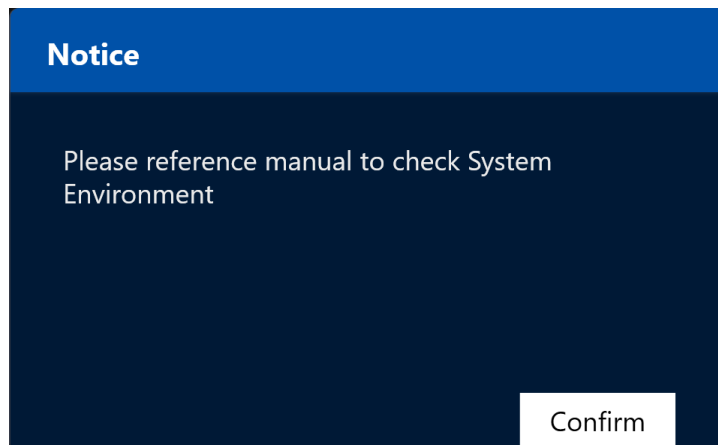 Notice
Please reference manual to check System
Environment
Confirm